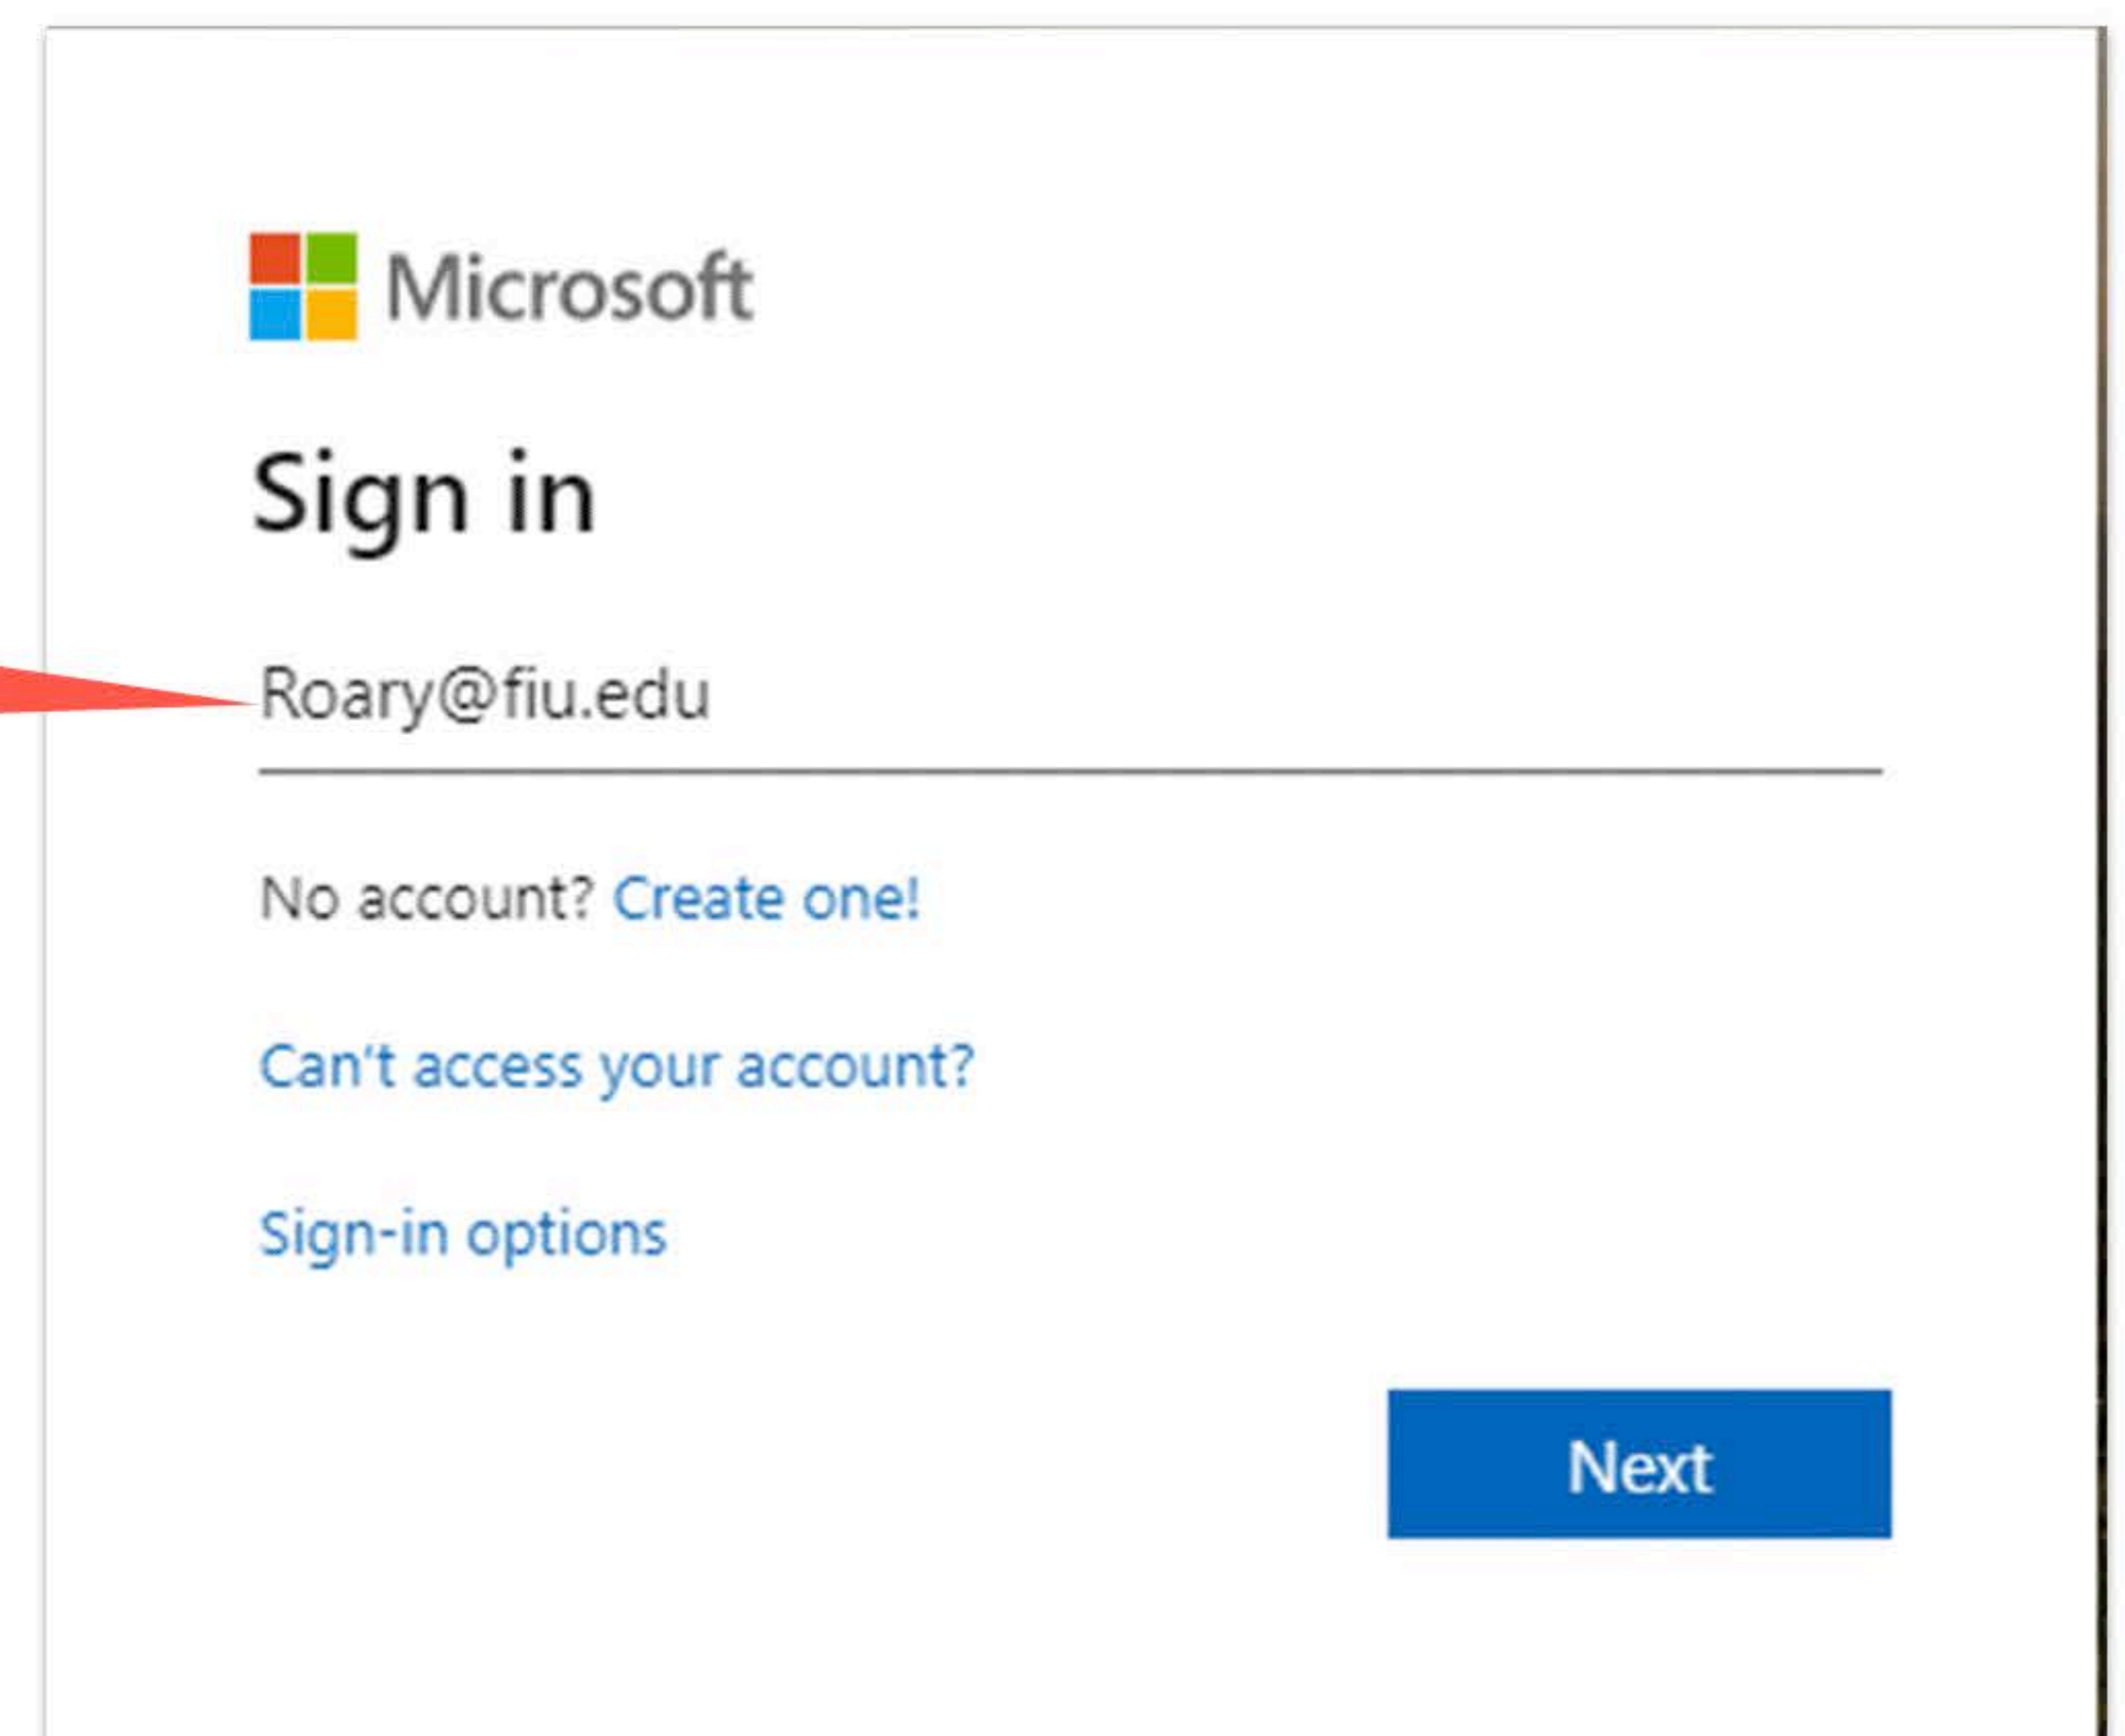 Microsoft
Sign in
Roary@fiu.edu
No account? Create one!
Can't access your account?
Sign-in options
Next